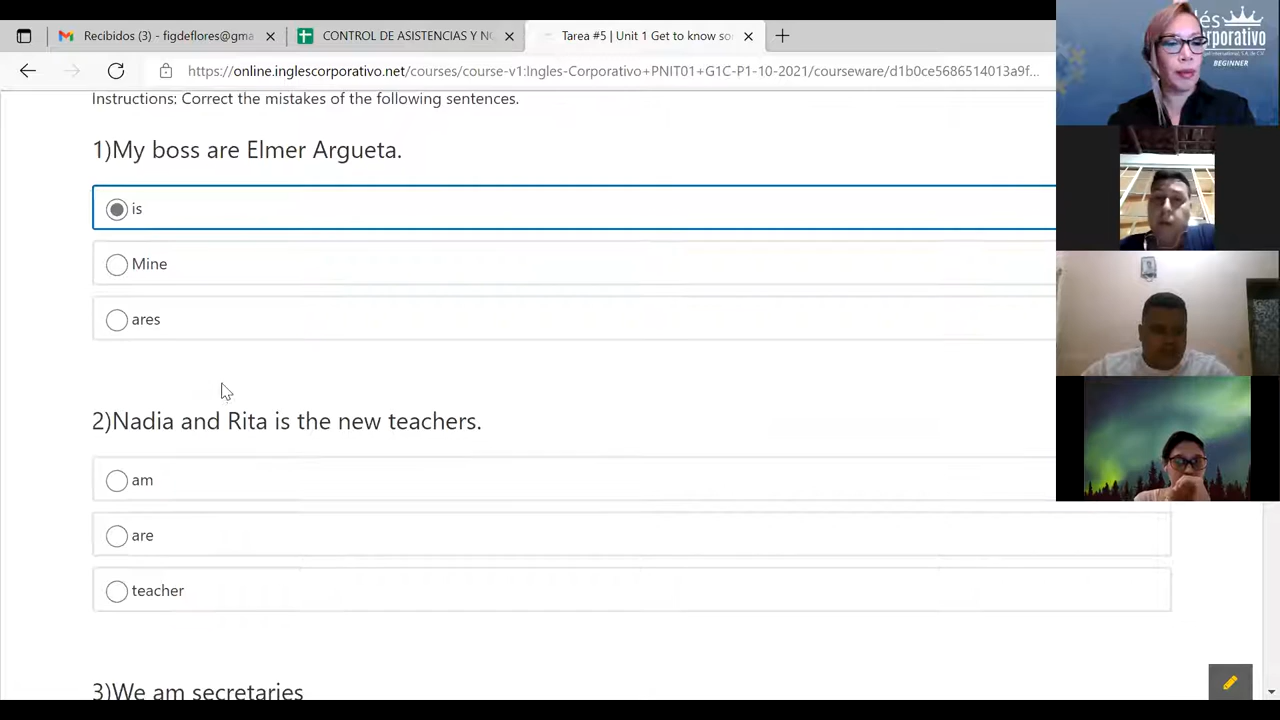 Recibidos (3) - figdeflores@gma
CONTROL DE ASISTENCIAS Y NO
Tarea #5 | Unit 1 Get to know so
https://online.inglescorporativo.net/courses/course-v1:Ingles-Corporativo+PNIT01+G1C-P1-10-2021/courseware/d1b0ce5686514013a9f...
Instructions: Correct the mistakes of the following sentences.
1)My boss are Elmer Argueta.
is
Mine
ares
2)Nadia and Rita is the new teachers.
am
are
teacher
3)We am secretaries
BEGINNER